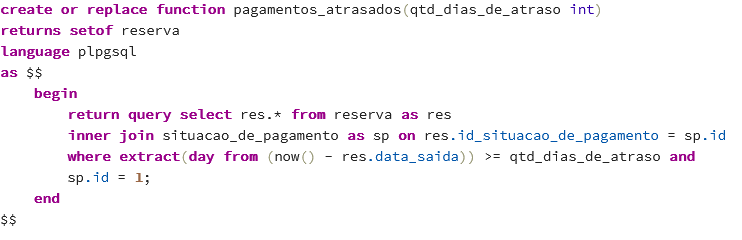 create or replace function pagamentos_atrasados(qtd_dias_de_atraso int)
returns setof reserva
language plpgsql
as $$
    begin
        return query select res.* from reserva as res
        inner join situacao_de_pagamento as sp on res.id_situacao_de_pagamento = sp.id
        where extract(day from (now() - res.data_saida)) >= qtd_dias_de_atraso and
        sp.id = 1;
    end
$$